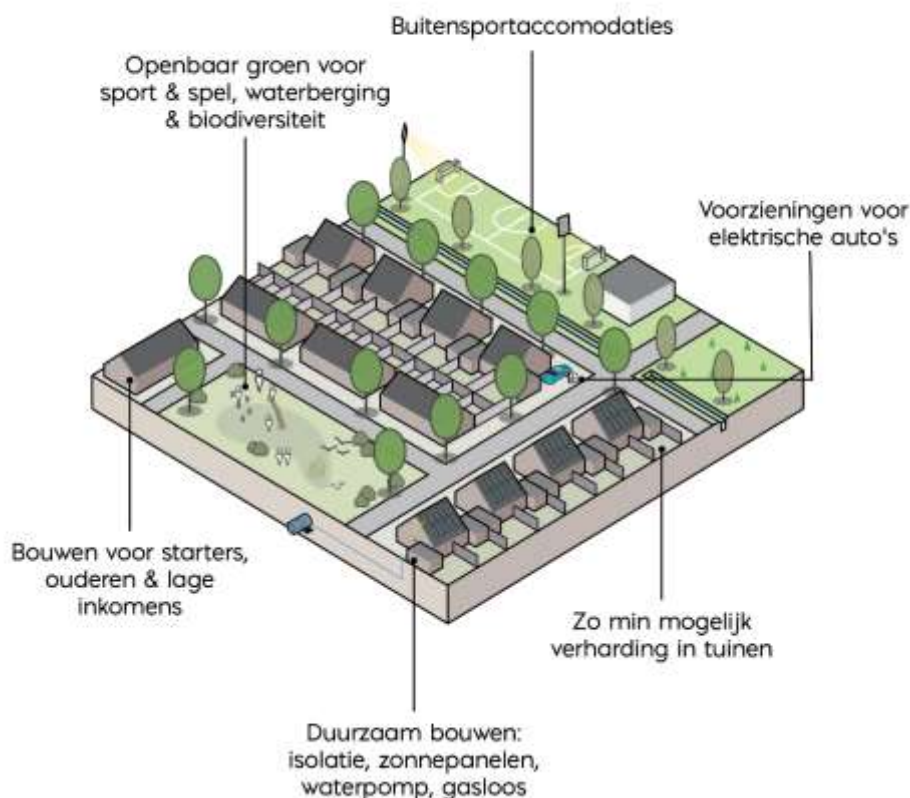 Buitensportaccomodaties
Openbaar groen voor
sport & spel, waterberging
& biodiversiteit
Voorzieningen voor
elektrische auto's
Bouwen voor starters,
ouderen & lage
inkomens
Zo min mogelijk
verharding in tuinen
Duurzaam bouwen:
isolatie, zonnepanelen,
waterpomp, gasloos